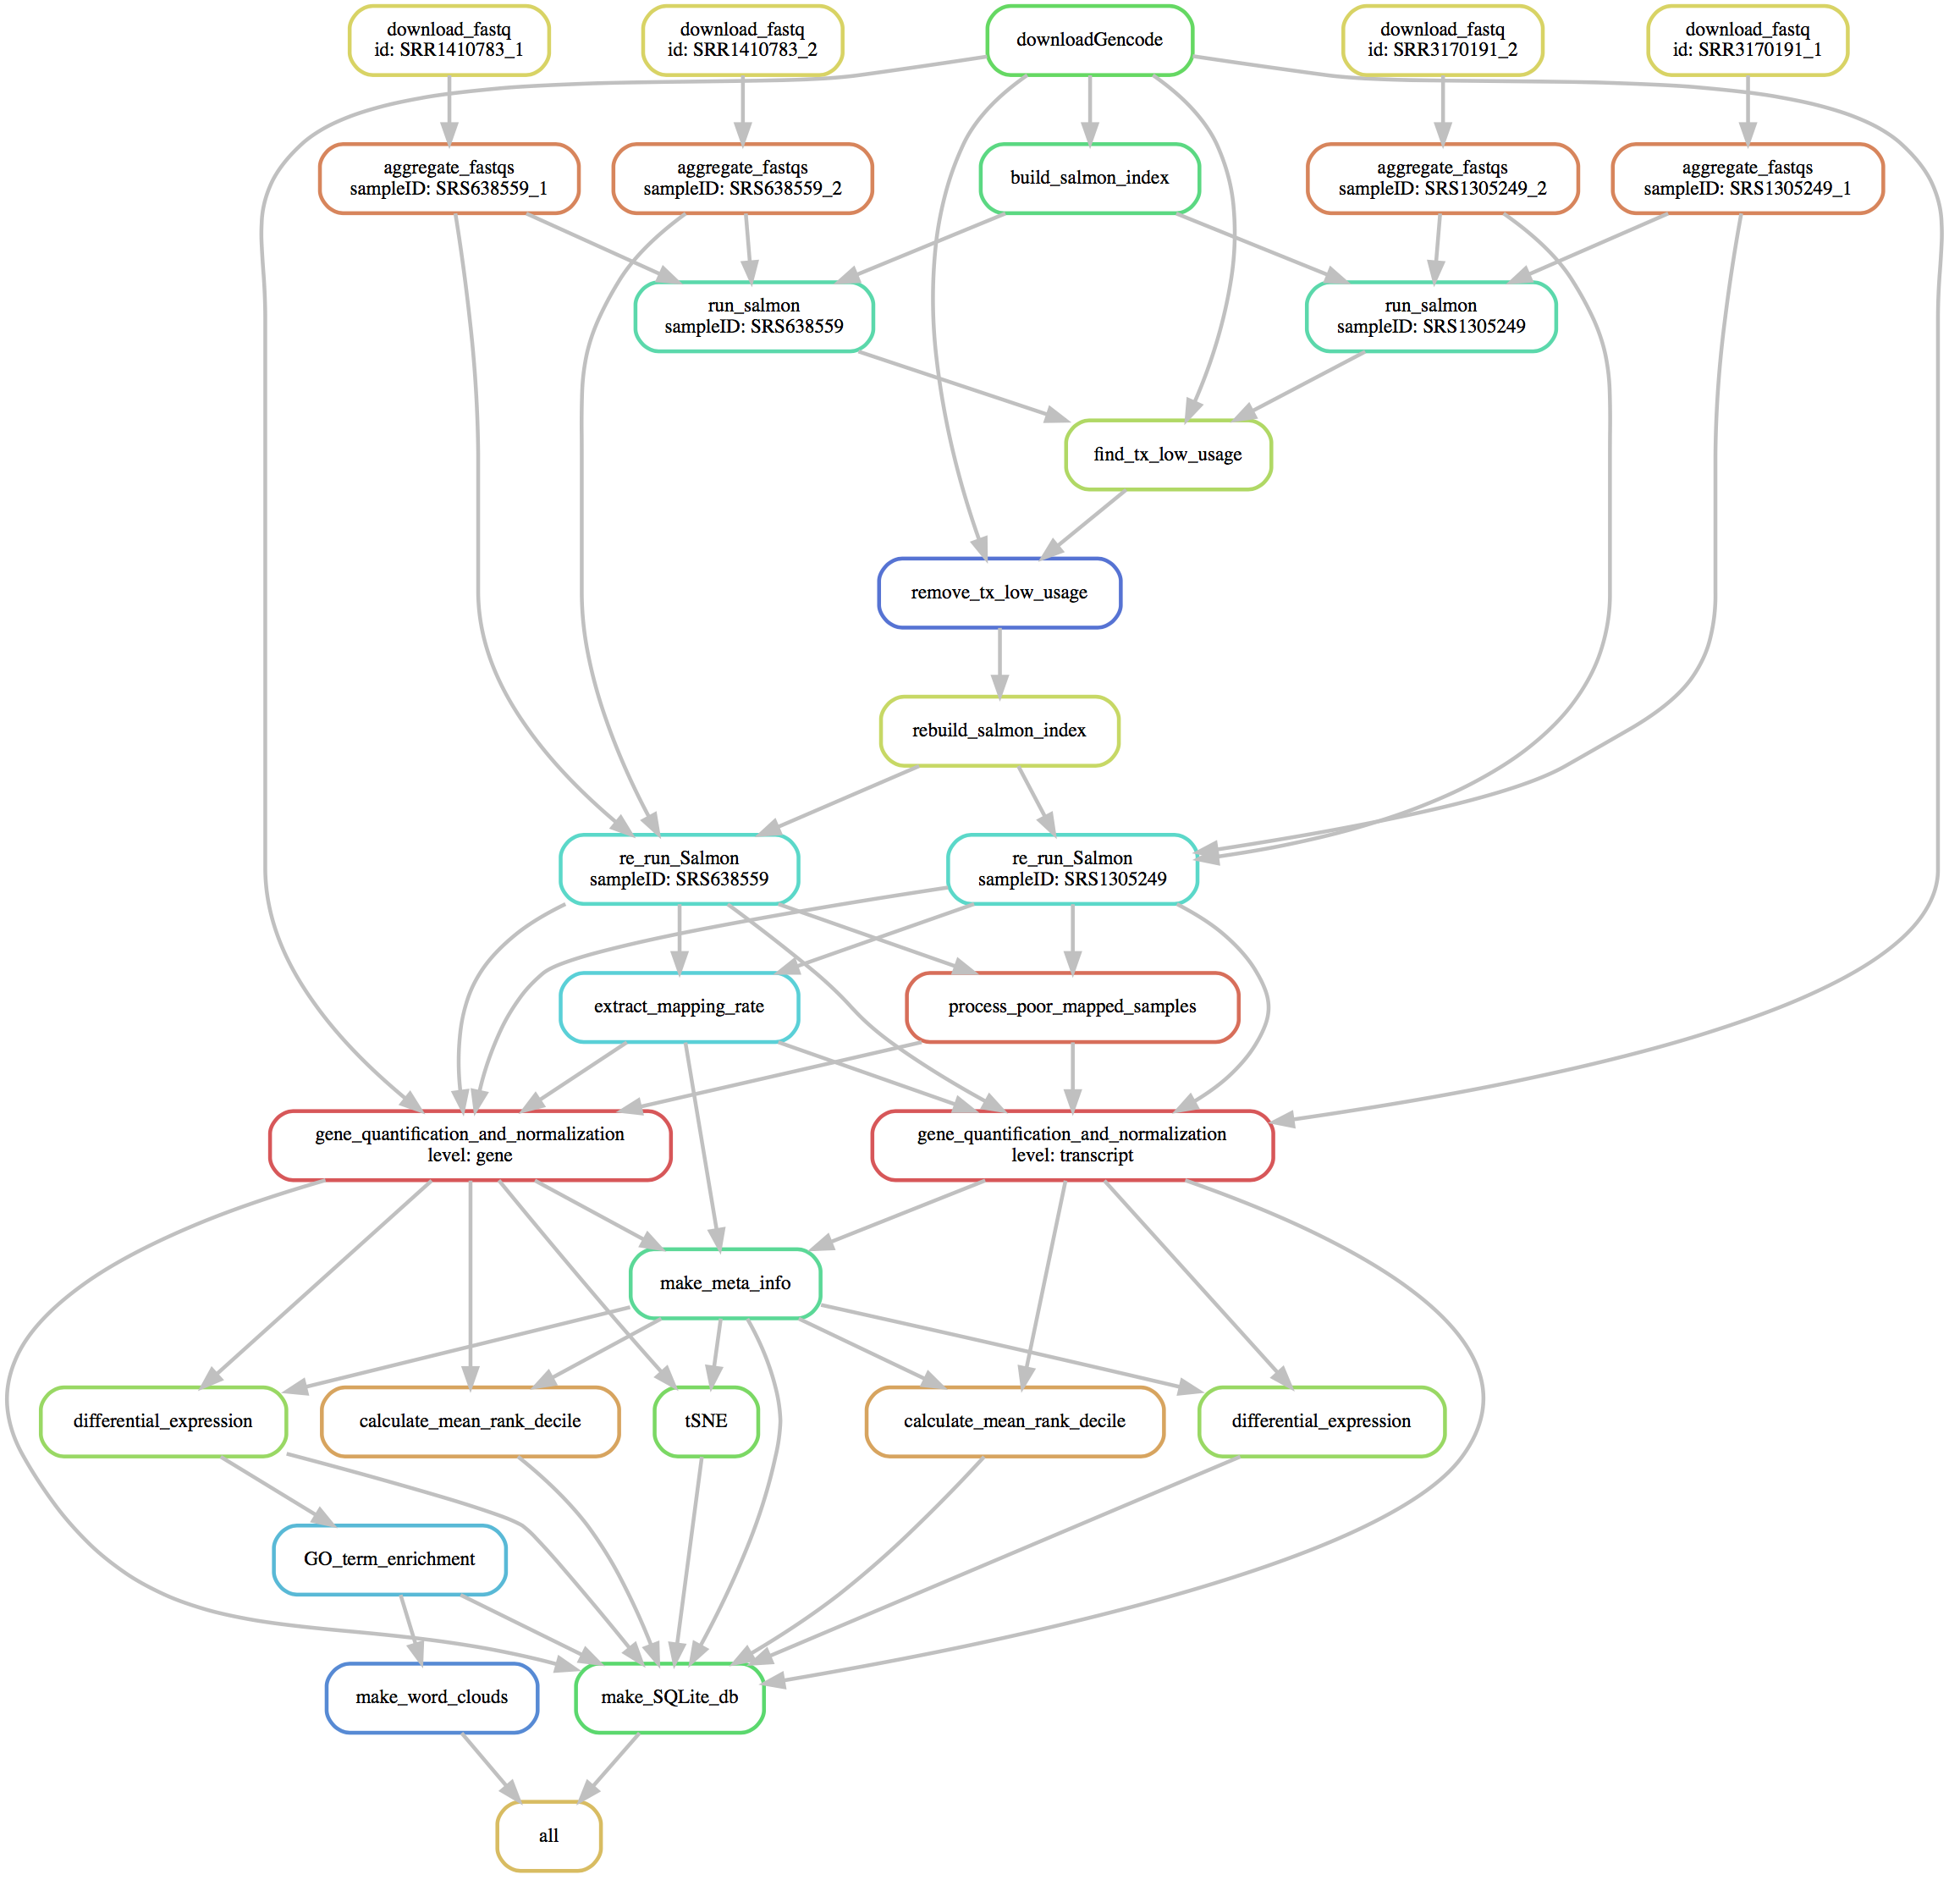 download_fastq
id: SRR1410783_1
download_fastq
id: SRR1410783_2
downloadGencode
download_fastq
id: SRR3170191_2
download_fastq
id: SRR3170191_1
aggregate_fastqs
sampleID: SRS638559_1
aggregate_fastqs
sampleID: SRS638559_2
build_salmon_index
aggregate_fastqs
sampleID: SRS1305249_2
aggregate_fastqs
sampleID: SRS1305249_1
run_salmon
sampleID: SRS638559
run_salmon
sampleID: SRS1305249
find_tx_low_usage
remove_tx_low_usage
rebuild_salmon_index
re_run_Salmon
sampleID: SRS638559
re_run_Salmon
sampleID: SRS1305249
extract_mapping_rate
process_poor_mapped_samples
gene_quantification_and_normalization
level: gene
gene_quantification_and_normalization
level: transcript
make_meta_info
differential_expression
calculate_mean_rank_decile
tSNE
calculate_mean_rank_decile
differential_expression
GO_term_enrichment
make_word_clouds
make_SQLite_db
all